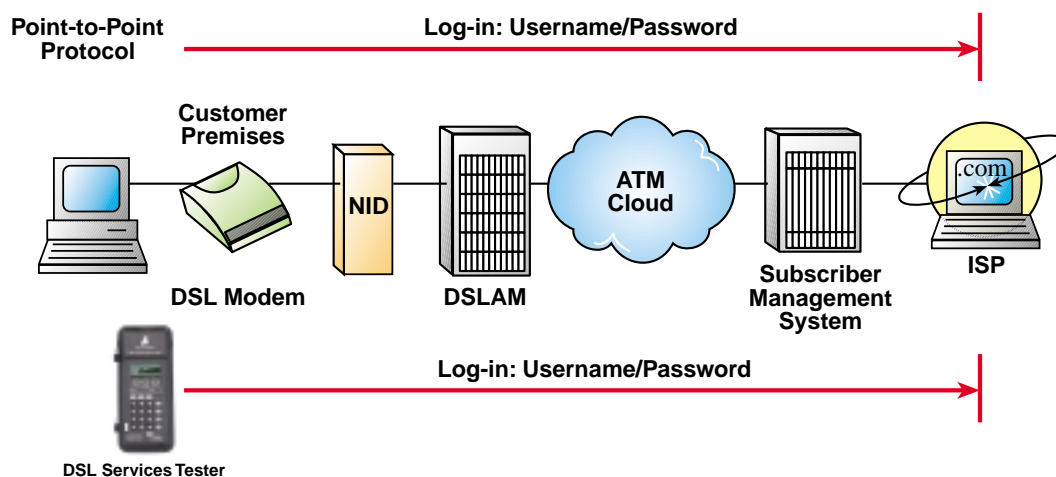 Point-to-Point
Protocol
Log-in: Username/Password
Customer
Premises
NID
ATM
Cloud
.com
DSL Modem
DSLAM
Subscriber
Management
System
ISP
Log-in: Username/Password
DSL Services Tester